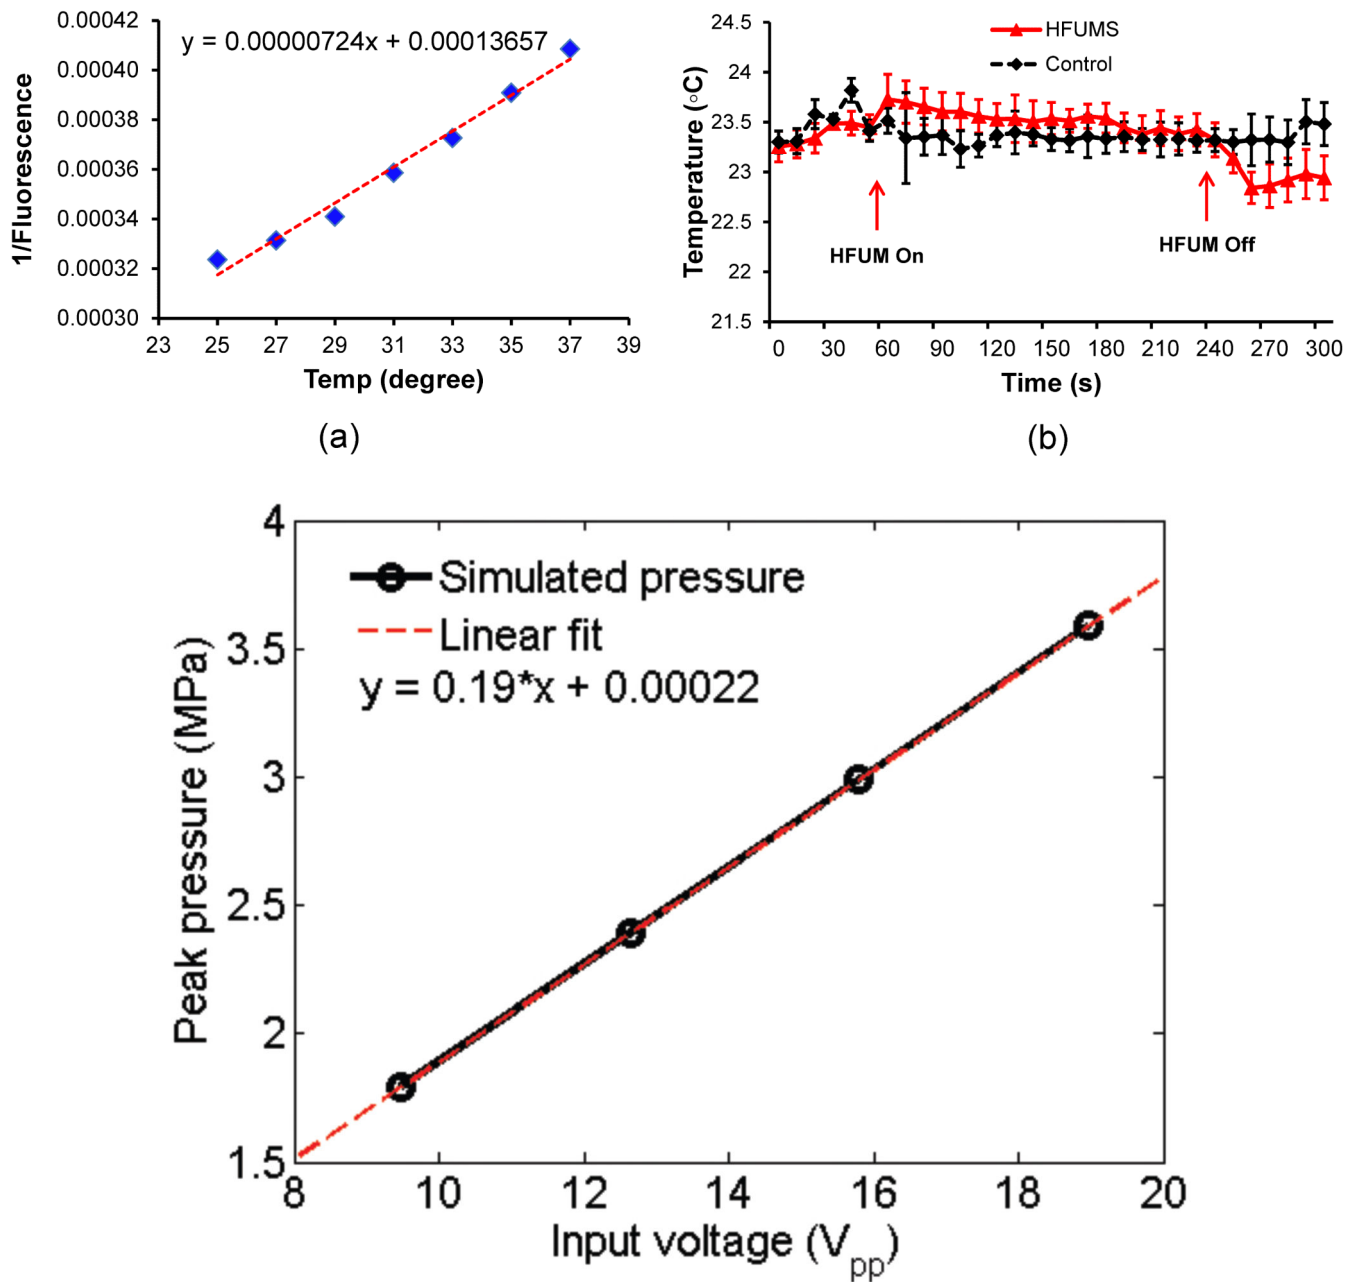 y = 0.00000724x + 0.00013657
0.00042
0.00040
0.00038
0.00036
0.00034
0.00032
0.00030
1/Fluorescence
23 25 27 29 31 33 35 37 39
Temp (degree)
(a)
HFUMS
Control
24.5
24
23.5
23
22.5
22
21.5
Temperature (○C)
HFUM On
HFUM Off
0 30 60 90 120 150 180 210 240 270 300
Time (s)
(b)
Simulated pressure
Linear fit
y = 0.19*x + 0.00022
4
3.5
3
2.5
2
1.5
Peak pressure (MPa)
8 10 12 14 16 18 20
Input voltage (Vpp)